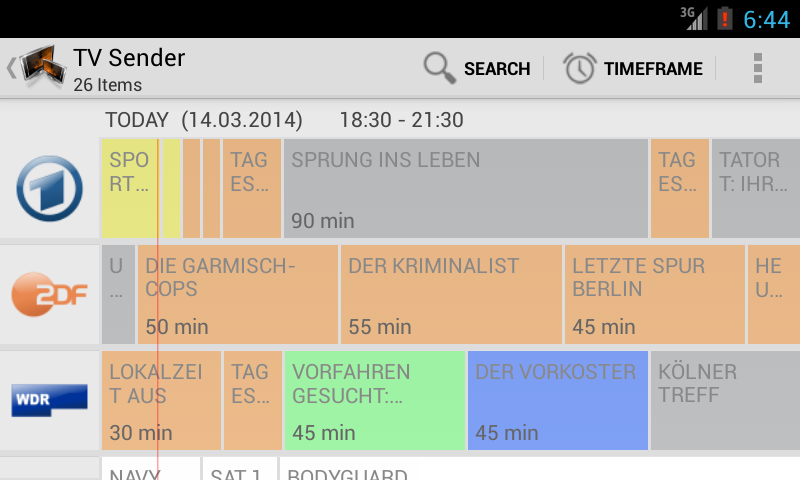 3G 6:44
TV Sender
26 Items
SEARCH
TIMEFRAME
TODAY (14.03.2014) 18:30 - 21:30
1
SPO
RT…
TAG
ES…
SPRUNG INS LEBEN
90 min
TAG
ES…
TATOR
T: IHR…
2DF
U
…
DIE GARMISCH-
COPS
50 min
DER KRIMINALIST
55 min
LETZTE SPUR
BERLIN
45 min
HE
U…
WDR
LOKALZEI
T AUS
30 min
TAG
ES…
VORFAHREN
GESUCHT:…
45 min
DER VORKOSTER
45 min
KÖLNER
TREFF
NAVY
SAT 1
BODYGUARD